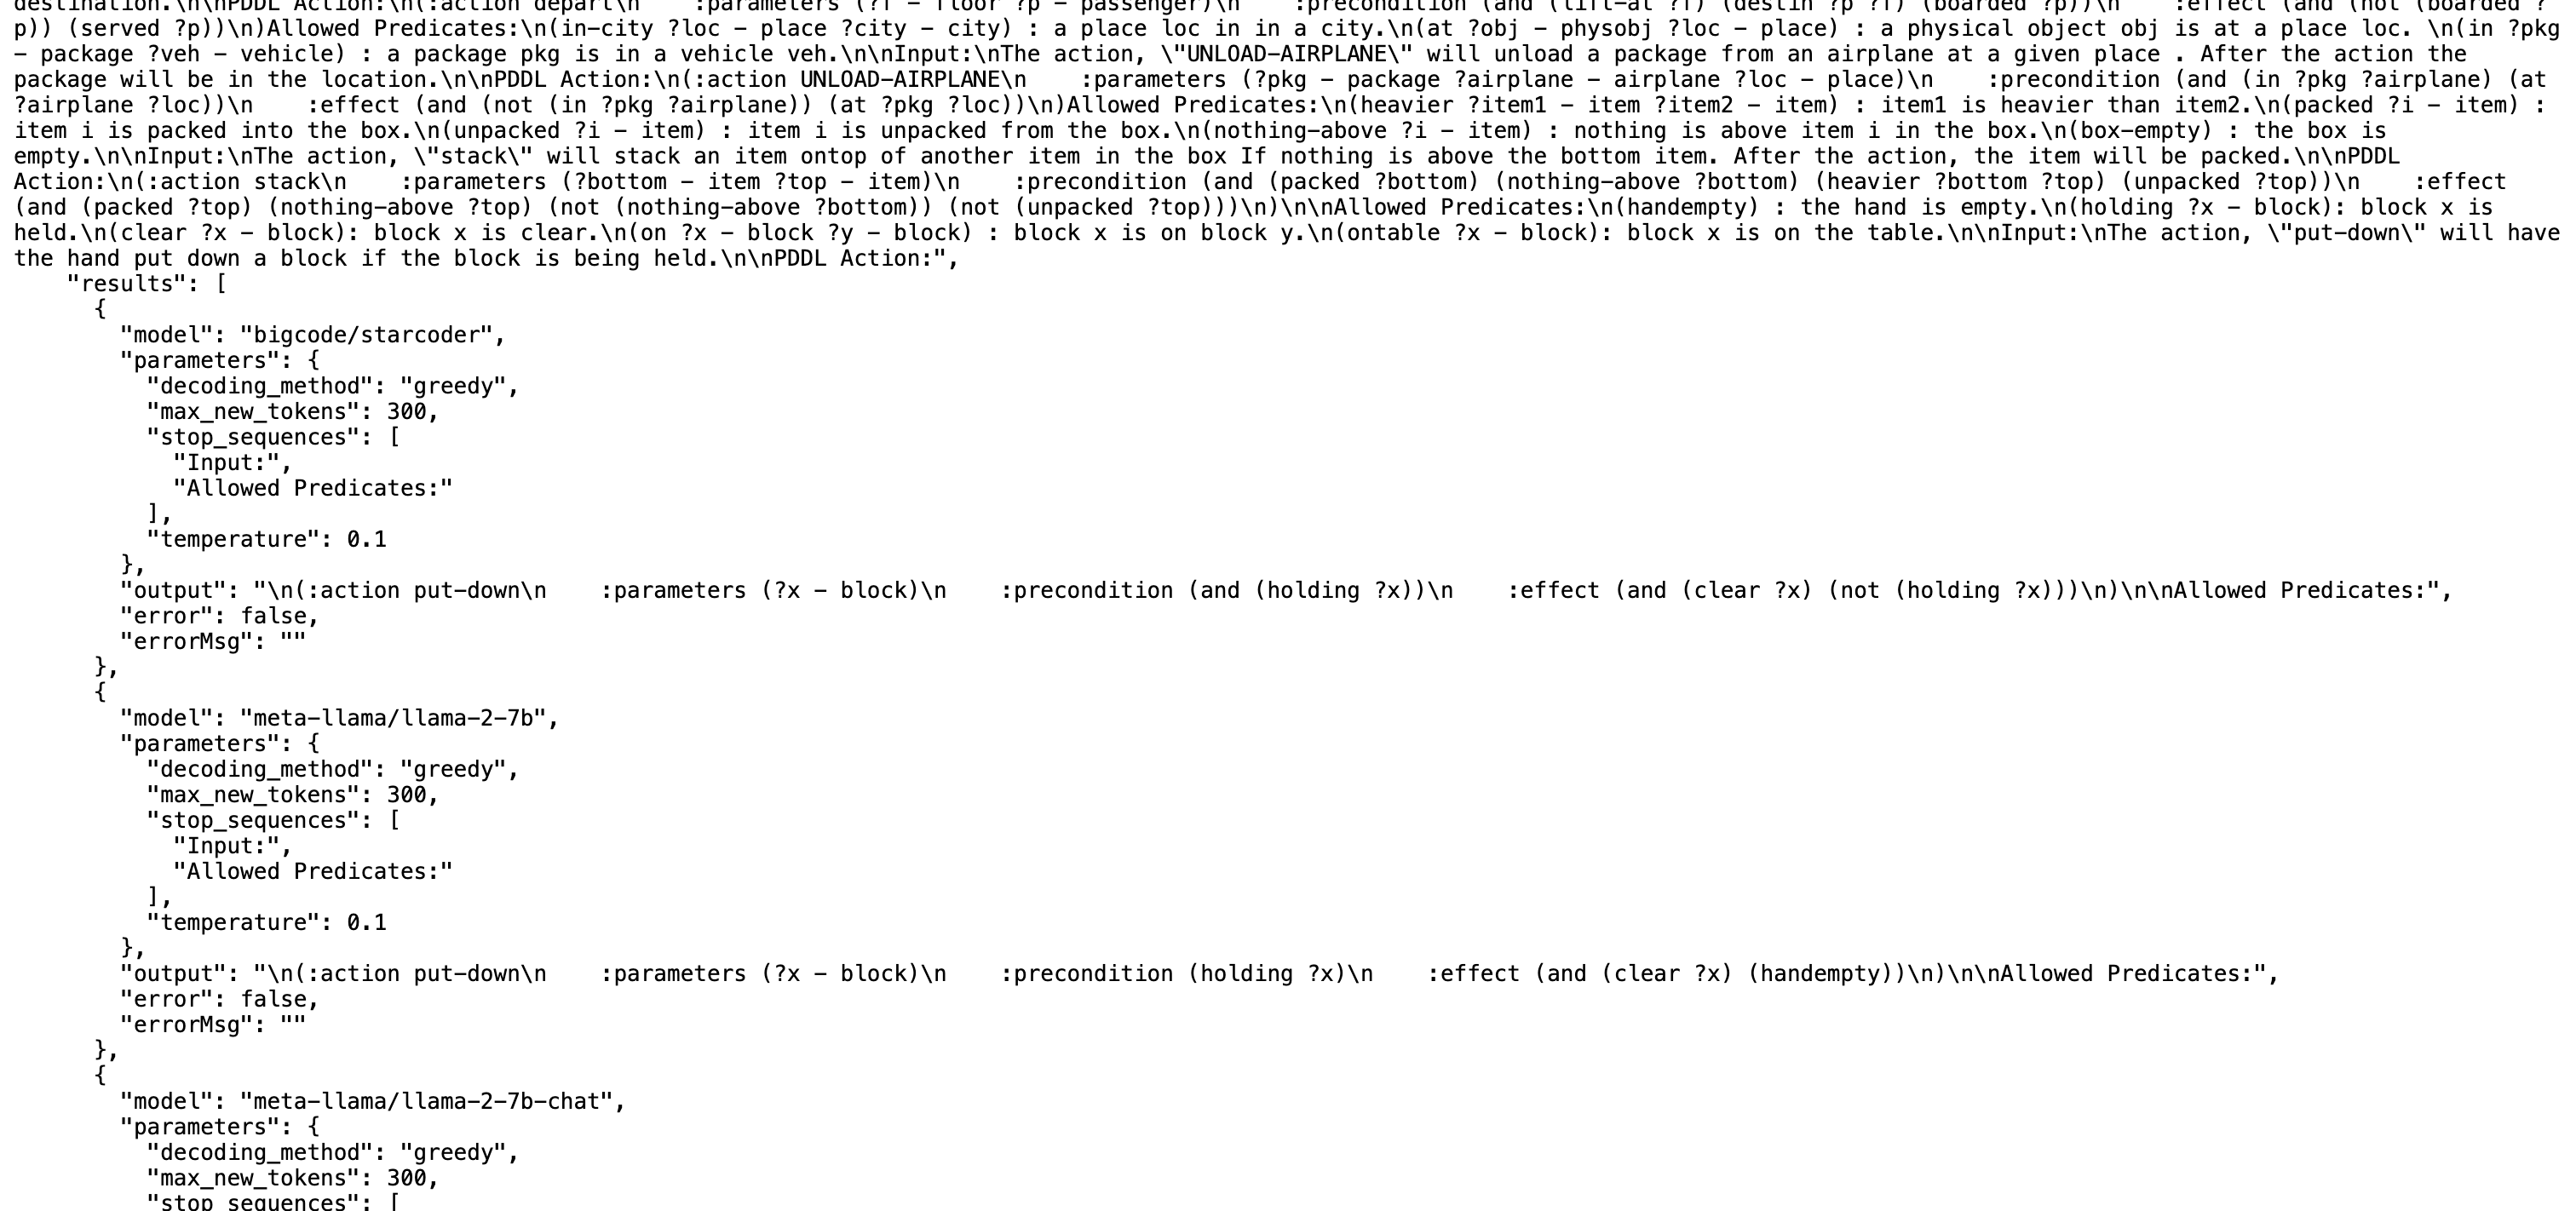 destination.\n\nPDDL Action:\n(:action depart\n    :parameters (?f - floor ?p - passenger)\n    :precondition (and (lift-at ?f) (destin ?p ?f) (boarded ?p))\n    :effect (and (not (boarded ?
p)) (served ?p))\n)Allowed Predicates:\n(in-city ?loc - place ?city - city) : a place loc in in a city.\n(at ?obj - physobj ?loc - place) : a physical object obj is at a place loc. \n(in ?pkg
- package ?veh - vehicle) : a package pkg is in a vehicle veh.\n\nInput:\nThe action, \"UNLOAD-AIRPLANE\" will unload a package from an airplane at a given place . After the action the
package will be in the location.\n\nPDDL Action:\n(:action UNLOAD-AIRPLANE\n    :parameters (?pkg - package ?airplane - airplane ?loc - place)\n    :precondition (and (in ?pkg ?airplane) (at
?airplane ?loc))\n    :effect (and (not (in ?pkg ?airplane)) (at ?pkg ?loc))\n)Allowed Predicates:\n(heavier ?item1 - item ?item2 - item) : item1 is heavier than item2.\n(packed ?i - item) :
item i is packed into the box.\n(unpacked ?i - item) : item i is unpacked from the box.\n(nothing-above ?i - item) : nothing is above item i in the box.\n(box-empty) : the box is
empty.\n\nInput:\nThe action, \"stack\" will stack an item ontop of another item in the box If nothing is above the bottom item. After the action, the item will be packed.\n\nPDDL
Action:\n(:action stack\n    :parameters (?bottom - item ?top - item)\n    :precondition (and (packed ?bottom) (nothing-above ?bottom) (heavier ?bottom ?top) (unpacked ?top))\n    :effect
(and (packed ?top) (nothing-above ?top) (not (nothing-above ?bottom)) (not (unpacked ?top)))\n)\n\nAllowed Predicates:\n(handempty) : the hand is empty.\n(holding ?x - block): block x is
held.\n(clear ?x - block): block x is clear.\n(on ?x - block ?y - block) : block x is on block y.\n(ontable ?x - block): block x is on the table.\n\nInput:\nThe action, \"put-down\" will have
the hand put down a block if the block is being held.\n\nPDDL Action:",
"results": [
{
"model": "bigcode/starcoder",
"parameters": {
"decoding_method": "greedy",
"max_new_tokens": 300,
"stop_sequences": [
"Input:",
"Allowed Predicates:"
],
"temperature": 0.1
},
"output": "\n(:action put-down\n    :parameters (?x - block)\n    :precondition (and (holding ?x))\n    :effect (and (clear ?x) (not (holding ?x)))\n)\n\nAllowed Predicates:",
"error": false,
"errorMsg": ""
},
{
"model": "meta-llama/llama-2-7b",
"parameters": {
"decoding_method": "greedy",
"max_new_tokens": 300,
"stop_sequences": [
"Input:",
"Allowed Predicates:"
],
"temperature": 0.1
},
"output": "\n(:action put-down\n    :parameters (?x - block)\n    :precondition (holding ?x)\n    :effect (and (clear ?x) (handempty))\n)\n\nAllowed Predicates:",
"error": false,
"errorMsg": ""
},
{
"model": "meta-llama/llama-2-7b-chat",
"parameters": {
"decoding_method": "greedy",
"max_new_tokens": 300,
"stop_sequences": [